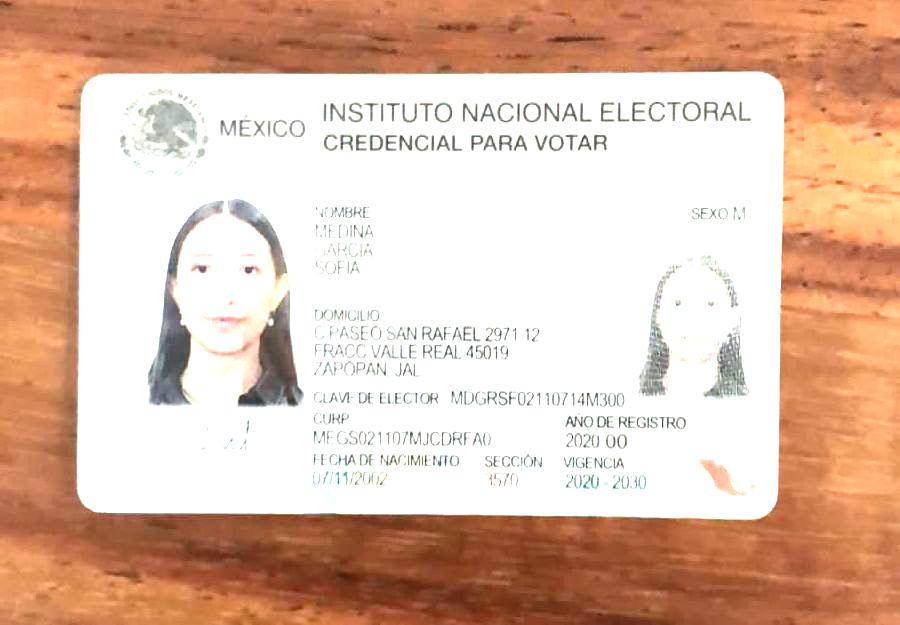 MÉXICO
INSTITUTO NACIONAL ELECTORAL
CREDENCIAL PARA VOTAR
NOMBRE
SEXO M
MEDINA
GARCIA
SOFIA
DOMICILIO
C PASEO SAN RAFAEL 2971 12
FRACC VALLE REAL 45019
ZAPOPAN JAL
CLAVE DE ELECTOR MDGRSF02110714M300
CURP
AÑO DE REGISTRO
MEGS021107MJCDRFA0
2020 00
FECHA DE NACIMIENTO
SECCIÓN
VIGENCIA
07/11/2002
3570
2020 - 2030